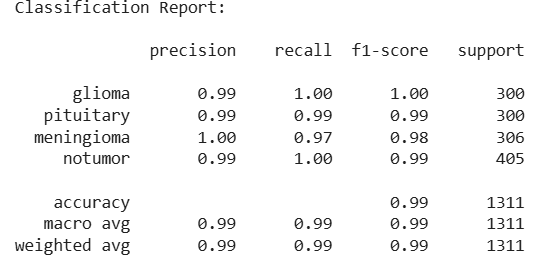 Classification Report:
precision recall f1-score support
glioma 0.99 1.00 1.00 300
pituitary 0.99 0.99 0.99 300
meningioma 1.00 0.97 0.98 306
notumor 0.99 1.00 0.99 405
accuracy 0.99 1311
macro avg 0.99 0.99 0.99 1311
weighted avg 0.99 0.99 0.99 1311